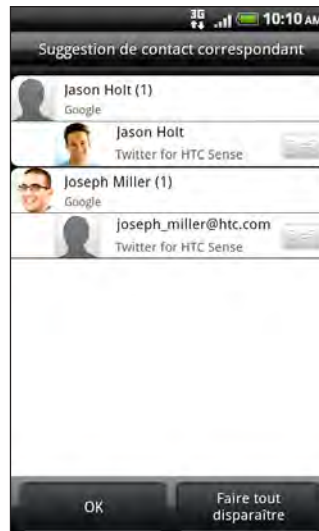 3G 10:10 AM
Suggestion de contact correspondant
Jason Holt (1)
Google
Jason Holt
Twitter for HTC Sense
Joseph Miller (1)
Google
joseph_miller@htc.com
Twitter for HTC Sense
OK
Faire tout
disparaître